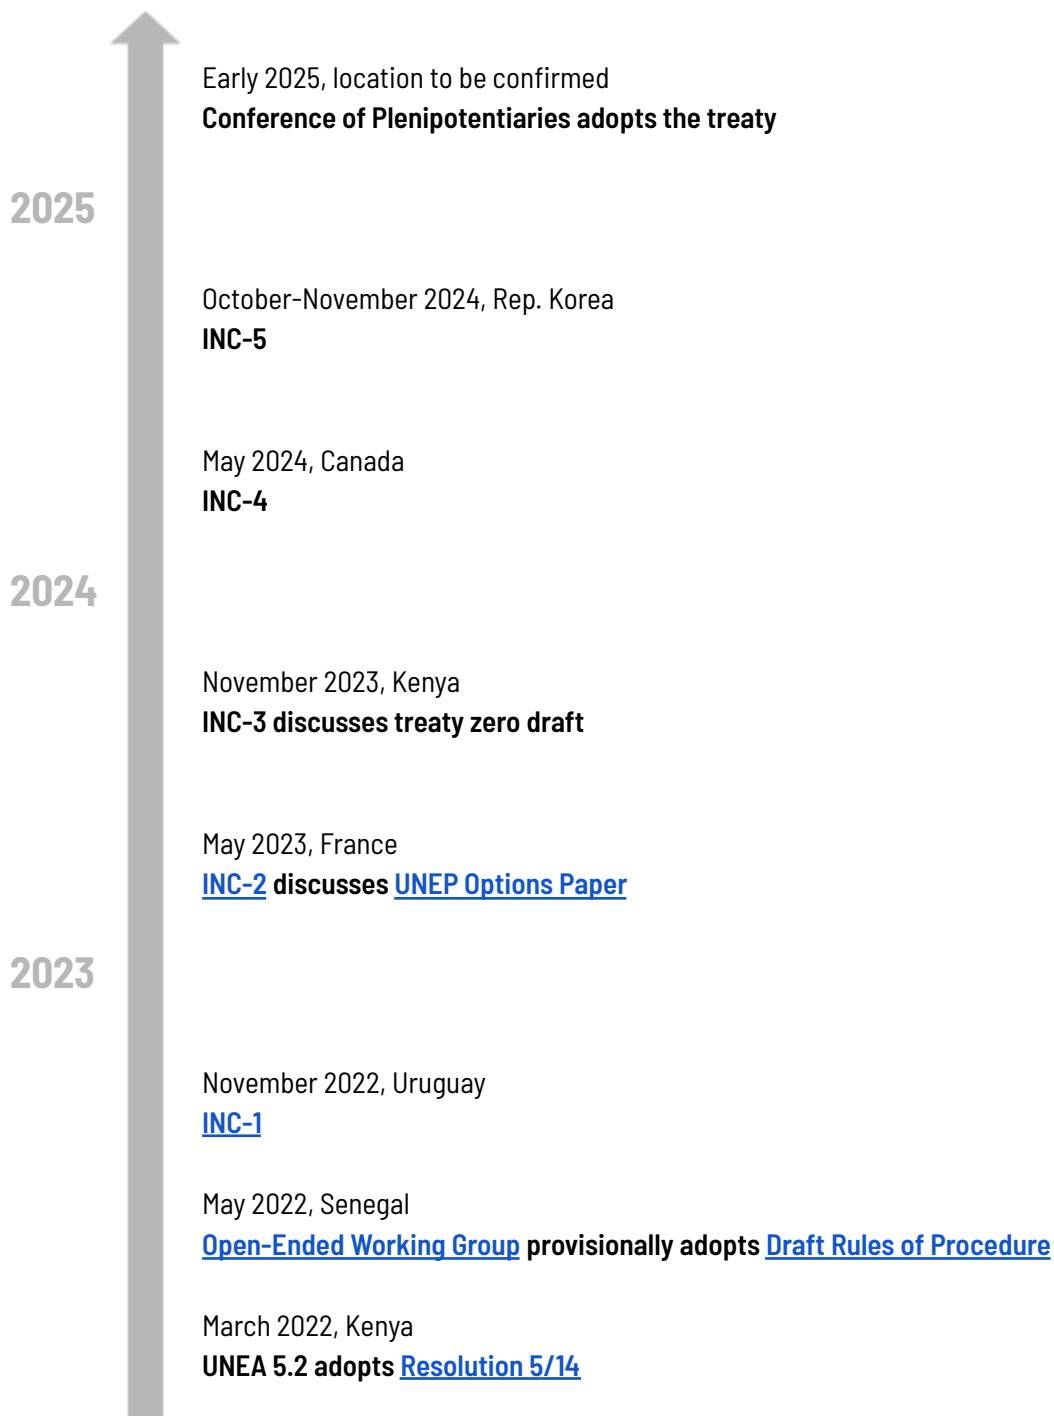 Early 2025, location to be confirmed
Conference of Plenipotentiaries adopts the treaty
2025
October-November 2024, Rep. Korea
INC-5
May 2024, Canada
INC-4
2024
November 2023, Kenya
INC-3 discusses treaty zero draft
May 2023, France
INC-2 discusses UNEP Options Paper
2023
November 2022, Uruguay
INC-1
May 2022, Senegal
Open-Ended Working Group provisionally adopts Draft Rules of Procedure
March 2022, Kenya
UNEA 5.2 adopts Resolution 5/14